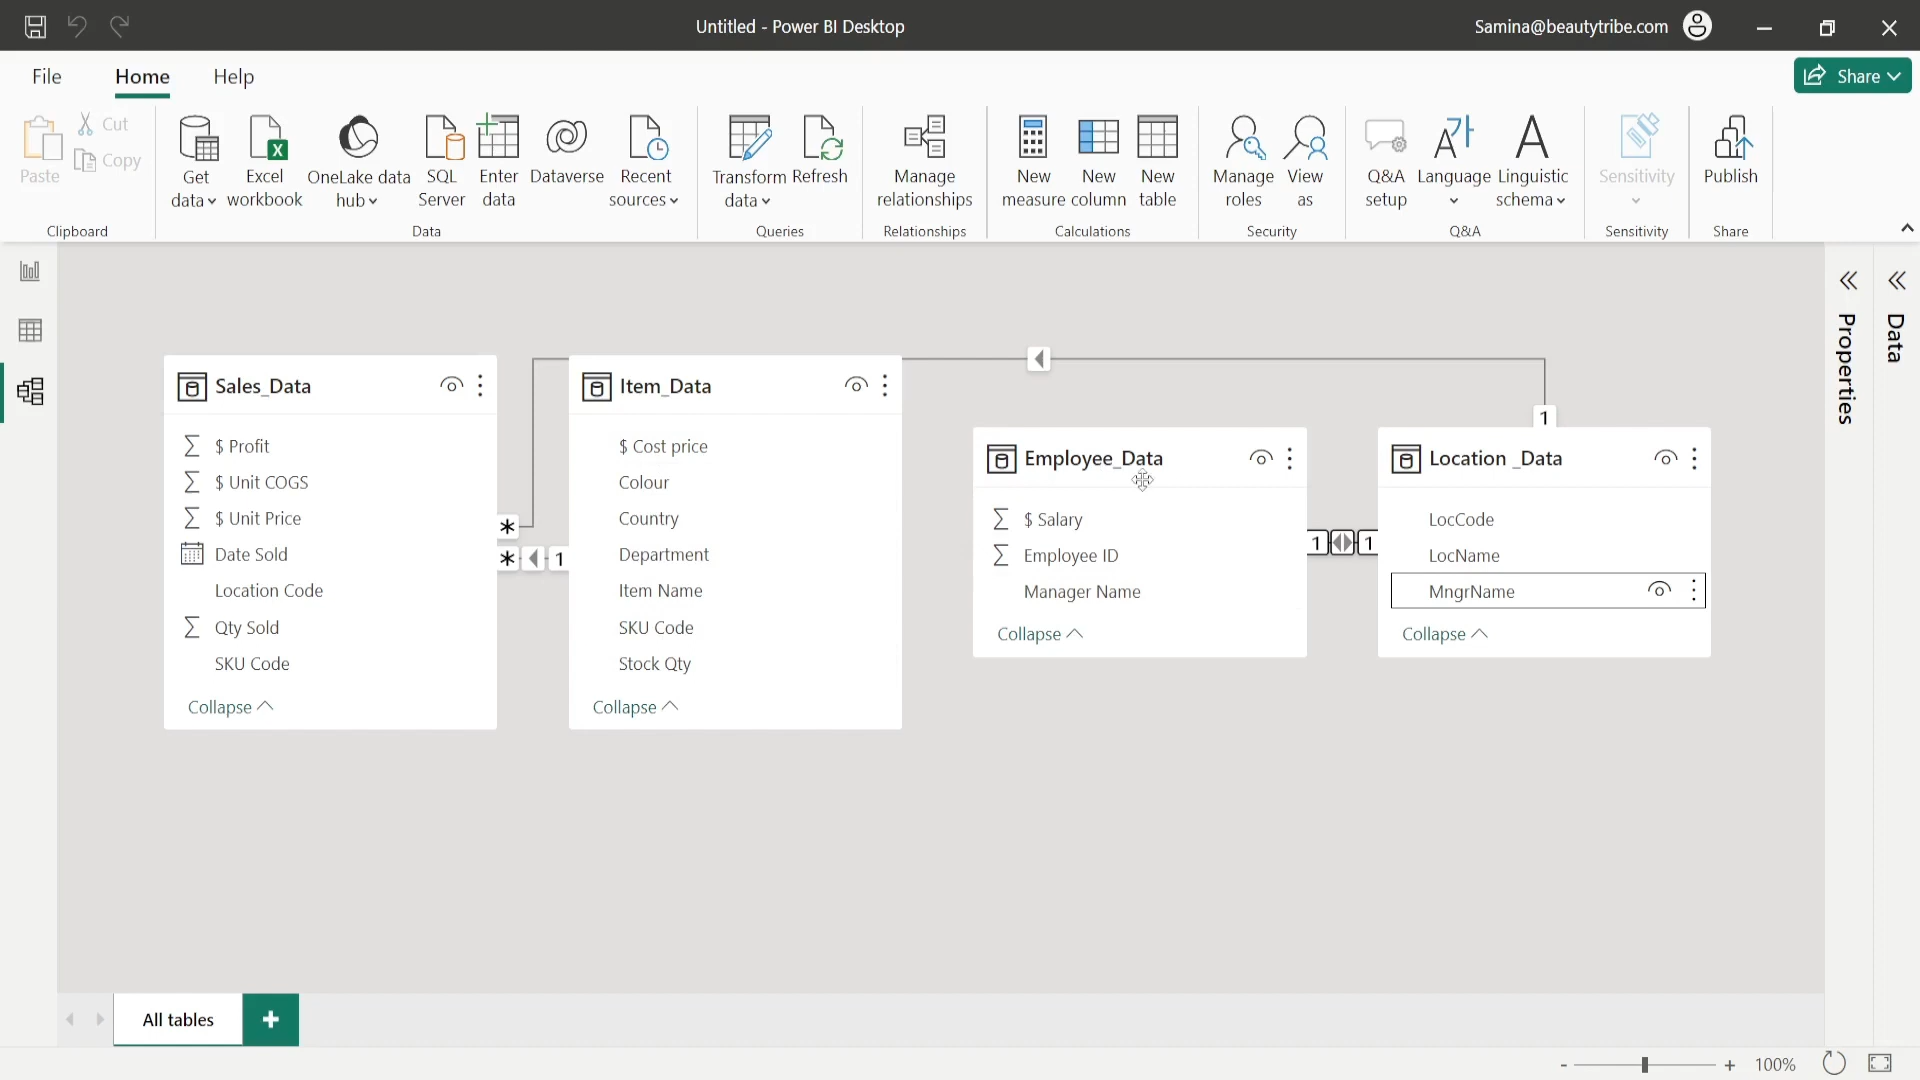 Untitled - Power BI Desktop
Samina@beautytribe.com
File
Home
Help
Share
Paste
Cut
Copy
Clipboard
Get data
Excel workbook
OneLake data hub
SQL Server
Enter data
Dataverse
Recent sources
Data
Transform data
Refresh
Queries
Manage relationships
Relationships
New measure
New column
New table
Calculations
Manage roles
View as
Security
Q&A setup
Language
Linguistic schema
Q&A
Sensitivity
Sensitivity
Publish
Share
Sales_Data
$ Profit
$ Unit COGS
$ Unit Price
Date Sold
Location Code
Qty Sold
SKU Code
Collapse
*
* 1
Item_Data
$ Cost price
Colour
Country
Department
Item Name
SKU Code
Stock Qty
Collapse
Employee_Data
$ Salary
Employee ID
Manager Name
Collapse
1 1
1
Location _Data
LocCode
LocName
MngrName
Collapse
Properties
Data
All tables
+
- + 100%